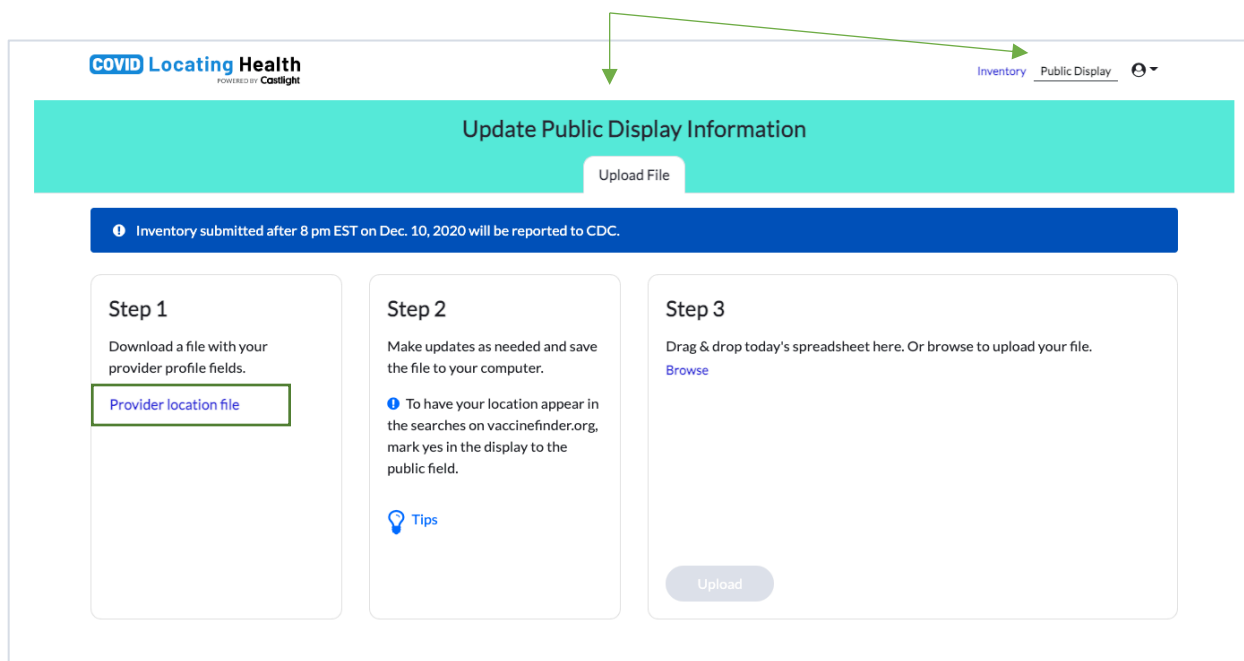 COVID Locating Health
POWERED BY Castlight
Inventory Public Display
Update Public Display Information
Upload File
Inventory submitted after 8 pm EST on Dec. 10, 2020 will be reported to CDC.
Step 1
Download a file with your
provider profile fields.
Provider location file
Step 2
Make updates as needed and save
the file to your computer.
To have your location appear in
the searches on vaccinefinder.org,
mark yes in the display to the
public field.
Tips
Step 3
Drag & drop today's spreadsheet here. Or browse to upload your file.
Browse
Upload